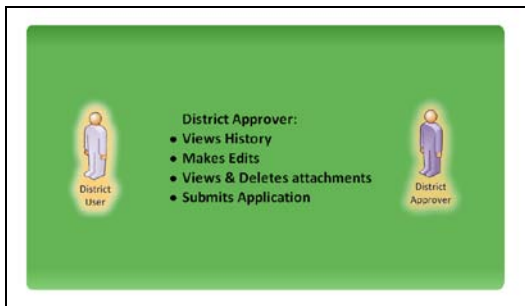 District Approver:
• Views History
• Makes Edits
• Views & Deletes attachments
• Submits Application
District
User
District
Approver